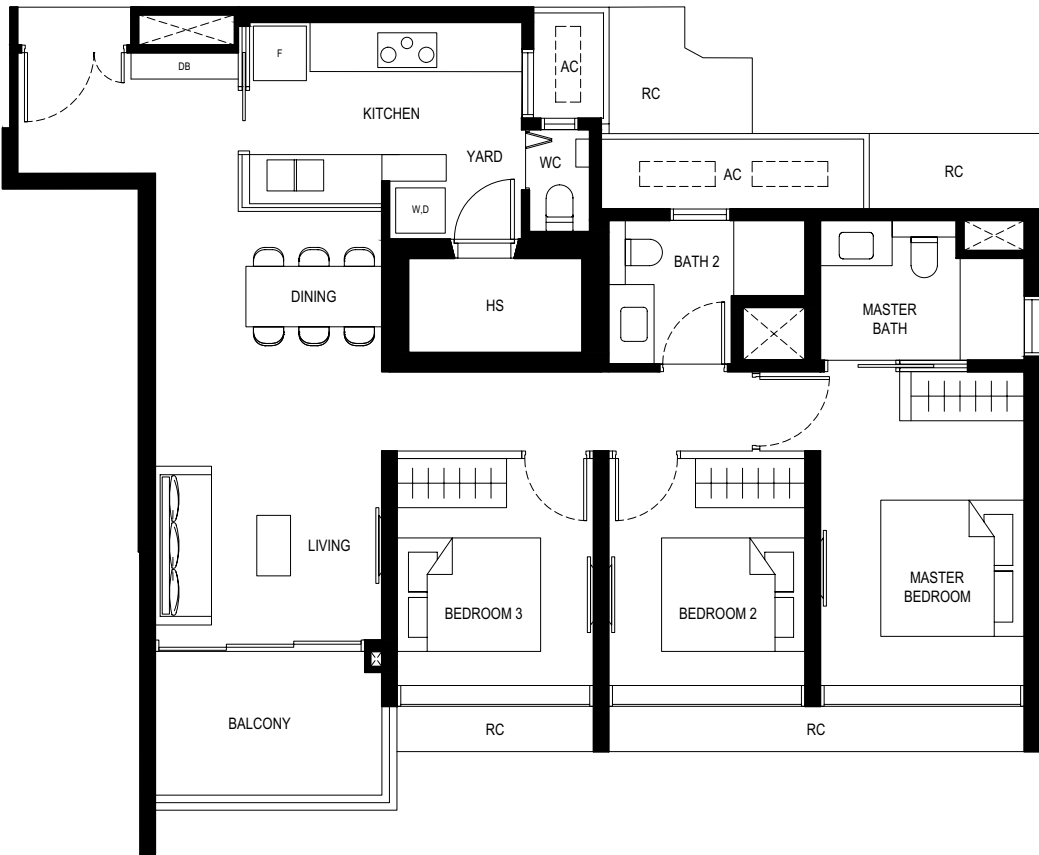 F
DB
AC
RC
KITCHEN
YARD
WC
AC
RC
W,D
BATH 2
DINING
HS
MASTER
BATH
LIVING
BEDROOM 3
BEDROOM 2
MASTER
BEDROOM
BALCONY
RC
RC